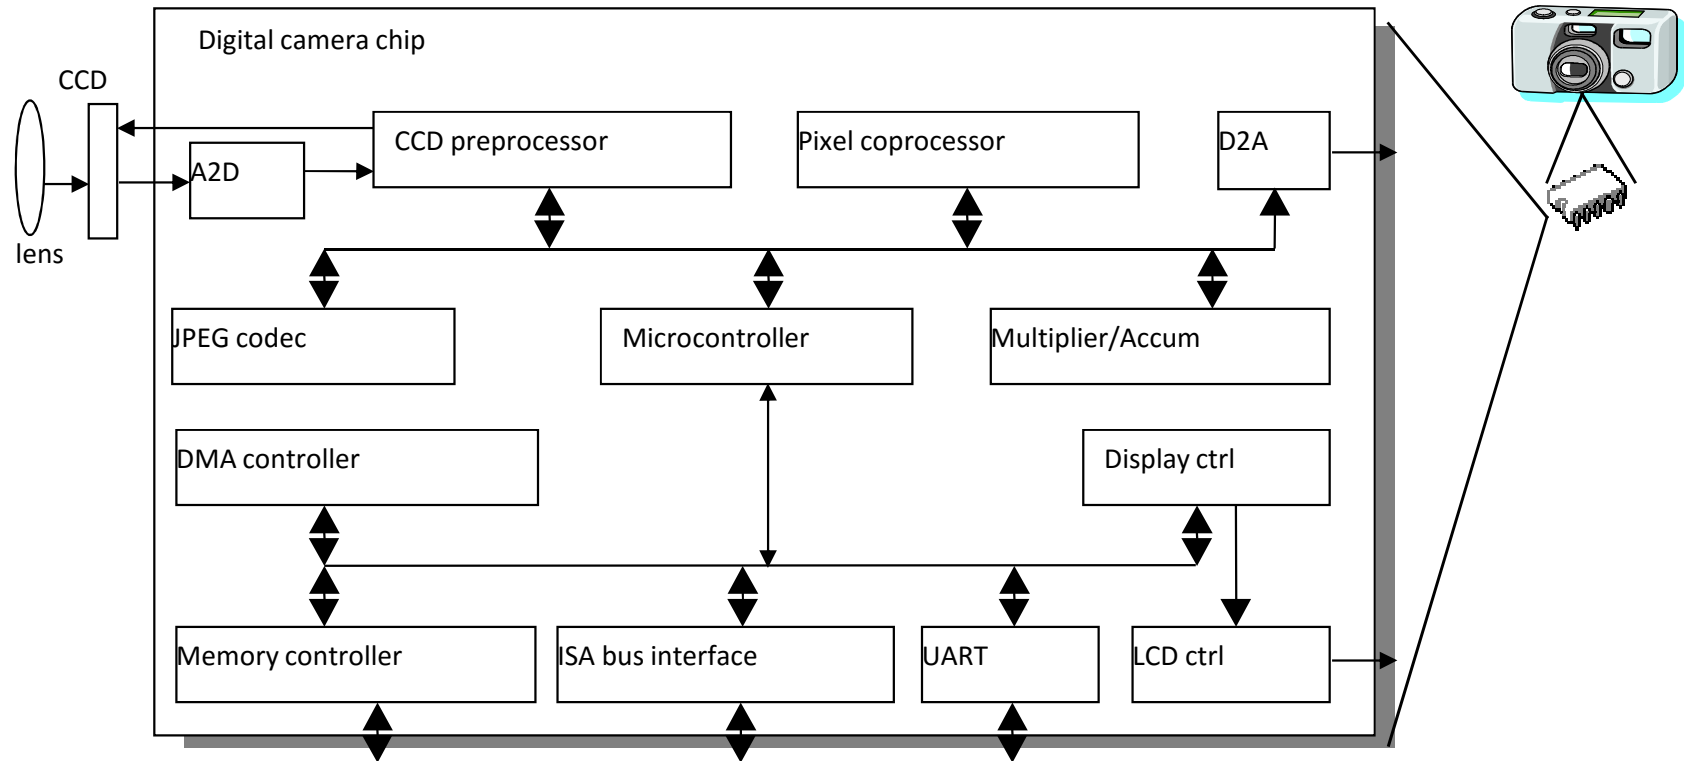 Digital camera chip
CCD
CCD preprocessor
Pixel coprocessor
D2A
A2D
lens
JPEG codec
Microcontroller
Multiplier/Accum
DMA controller
Display ctrl
Memory controller
ISA bus interface
UART
LCD ctrl